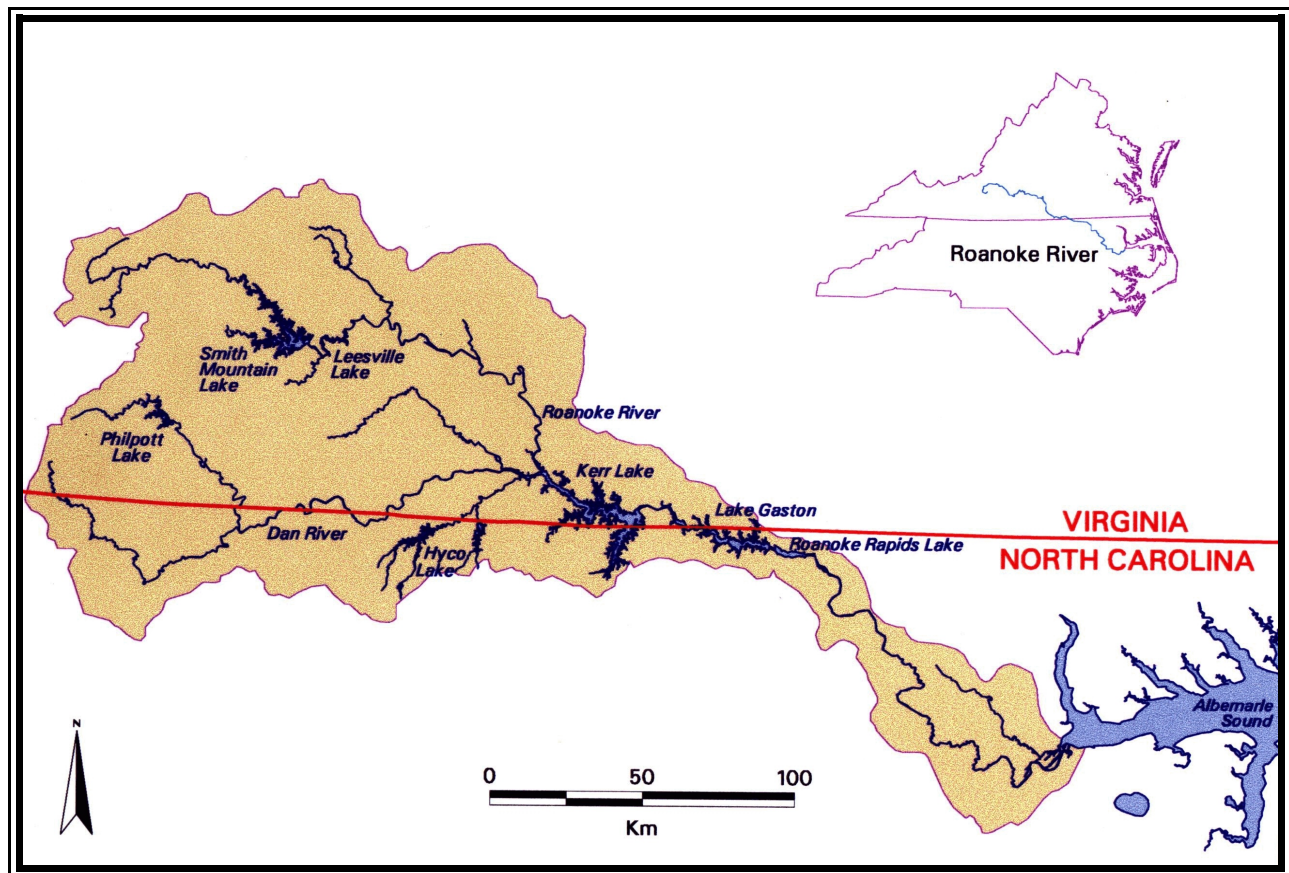 Roanoke River
Smith
Mountain
Lake
Leesville
Lake
Roanoke River
Philpott
Lake
Kerr Lake
Lake Gaston
Dan River
Hyco
Lake
Roanoke Rapids Lake
VIRGINIA
NORTH CAROLINA
Albemarle
Sound
N
0 50 100
Km